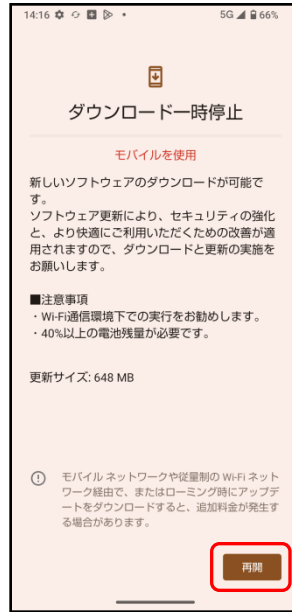 14:16 5G 66%
ダウンロード一時停止
モバイルを使用
新しいソフトウェアのダウンロードが可能で
す。
ソフトウェア更新により、セキュリティの強化
と、より快適にご利用いただくための改善が適
用されますので、ダウンロードと更新の実施を
お願いします。
■注意事項
・Wi-Fi通信環境下での実行をお勧めします。
・40%以上の電池残量が必要です。
更新サイズ: 648 MB
モバイル ネットワークや従量制の Wi-Fi ネット
ワーク経由で、またはローミング時にアップデ
ートをダウンロードすると、追加料金が発生す
る場合があります。
再開